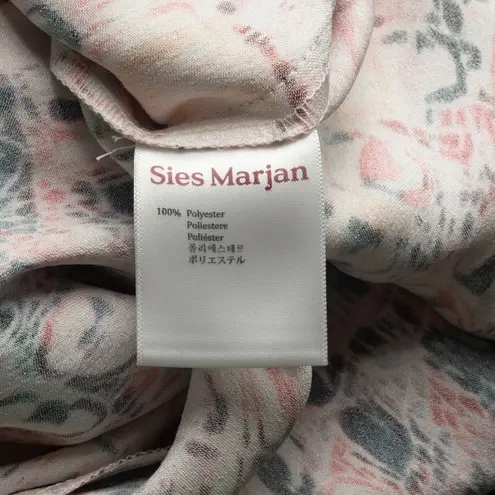 Sies Marjan
100% Polyester
Poliestere
Poliéster
폴리에스테르
ポリエステル